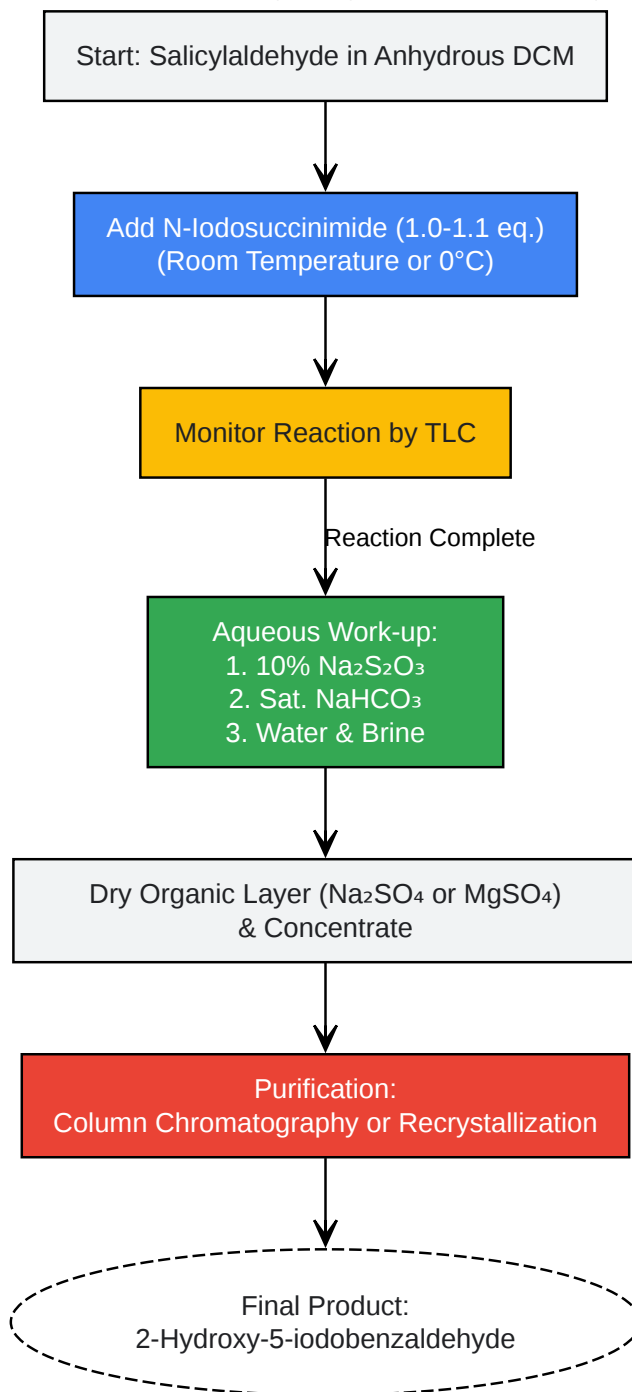 Start: Salicylaldehyde in Anhydrous DCM
Add N-Iodosuccinimide (1.0-1.1 eq.)
(Room Temperature or 0°C)
Monitor Reaction by TLC
Reaction Complete
Aqueous Work-up:
1. 10% Na₂S₂O₃
2. Sat. NaHCO₃
3. Water & Brine
Dry Organic Layer (Na₂SO₄ or MgSO₄)
& Concentrate
Purification:
Column Chromatography or Recrystallization
Final Product:
2-Hydroxy-5-iodobenzaldehyde